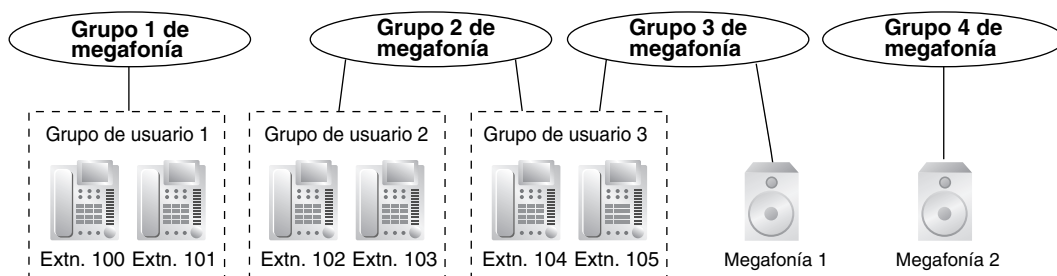 Grupo 1 de
megafonía
Grupo 2 de
megafonía
Grupo 3 de
megafonía
Grupo 4 de
megafonía
Grupo de usuario 1
Grupo de usuario 2
Grupo de usuario 3
Extn. 100 Extn. 101
Extn. 102 Extn. 103
Extn. 104 Extn. 105
Megafonía 1
Megafonía 2